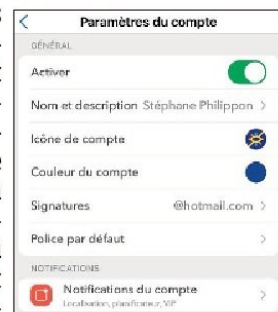 Paramètres du compte
GÉNÉRAL
Activer
Nom et description Stéphane Philippon >
Icône de compte
Couleur du compte
Signatures @hotmail.com >
Police par défaut >
NOTIFICATIONS
Notifications du compte >
Localisation, planificateur, VIP